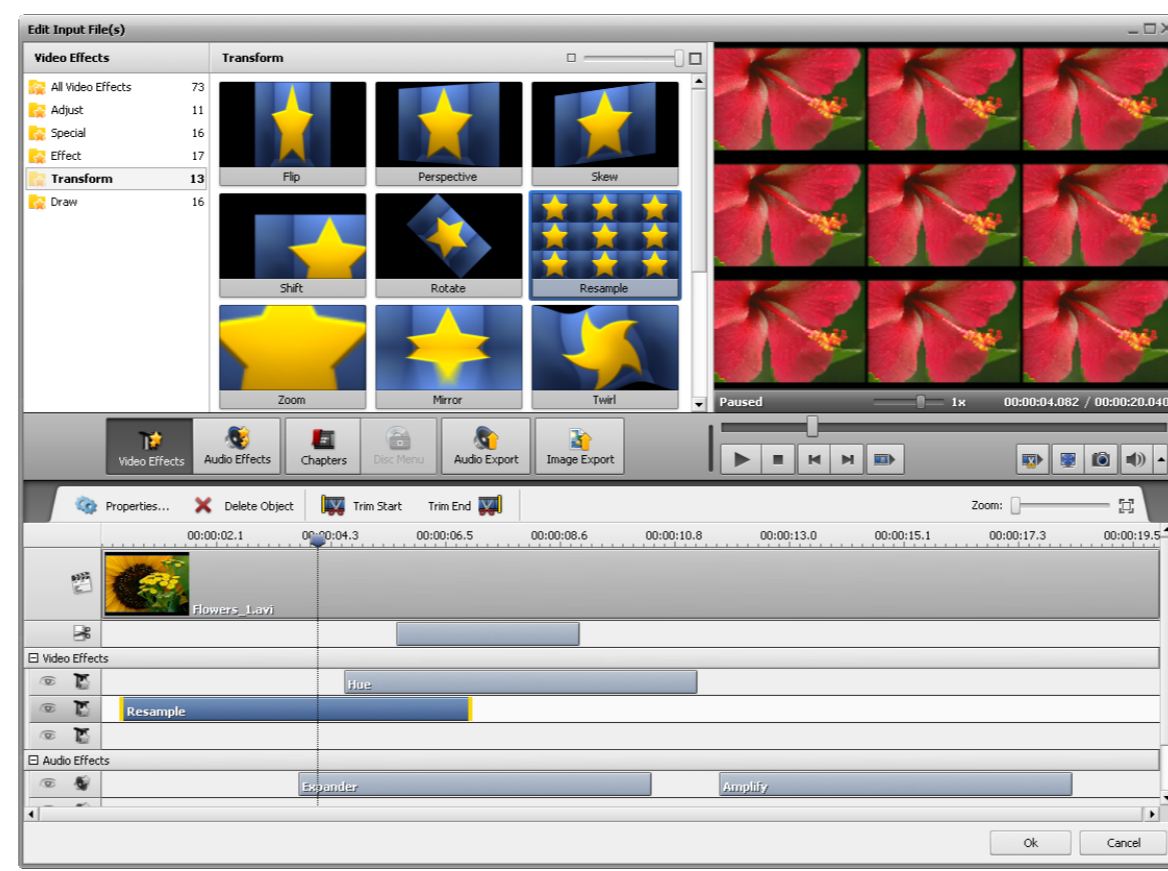 Edit Input File(s)
Video Effects
Transform
All Video Effects 73
Adjust 11
Special 16
Effect 17
Transform 13
Draw 16
Flip Perspective Skew
Shift Rotate Resample
Zoom Mirror Twirl
Paused 1x 00:00:04.082 / 00:00:20.040
Video Effects Audio Effects Chapters Disc Menu Audio Export Image Export
Properties... Delete Object Trim Start Trim End Zoom:
00:00:02.1 00:00:04.3 00:00:06.5 00:00:08.6 00:00:10.8 00:00:13.0 00:00:15.1 00:00:17.3 00:00:19.5
Flowers_1.avi
Video Effects
Hue
Resample
Audio Effects
Expander Amplify
Ok Cancel